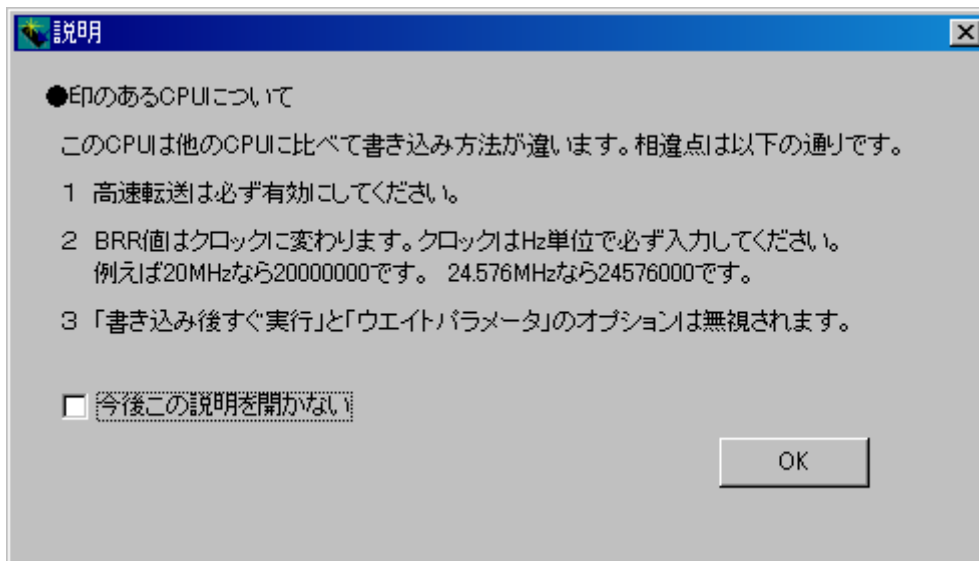 説明
●印のあるCPUについて
このCPUは他のCPUに比べて書き込み方法が違います。相違点は以下の通りです。
1 高速転送は必ず有効にしてください。
2 BRR値はクロックに変わります。クロックはHz単位で必ず入力してください。
例えば20MHzなら20000000です。 24.576MHzなら24576000です。
3 「書き込み後すぐ実行」と「ウエイトパラメータ」のオプションは無視されます。
今後この説明を開かない
OK